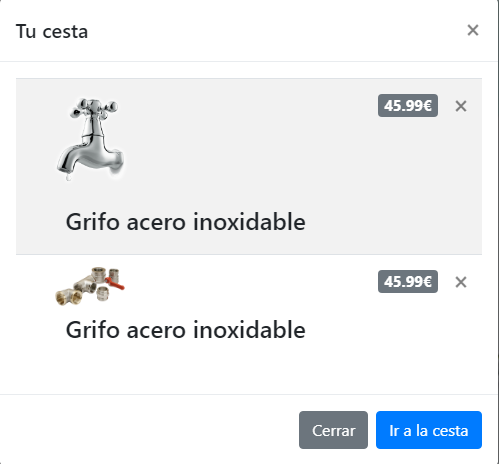 Tu cesta ×
45.99€ ×
Grifo acero inoxidable
45.99€ ×
Grifo acero inoxidable
Cerrar Ir a la cesta